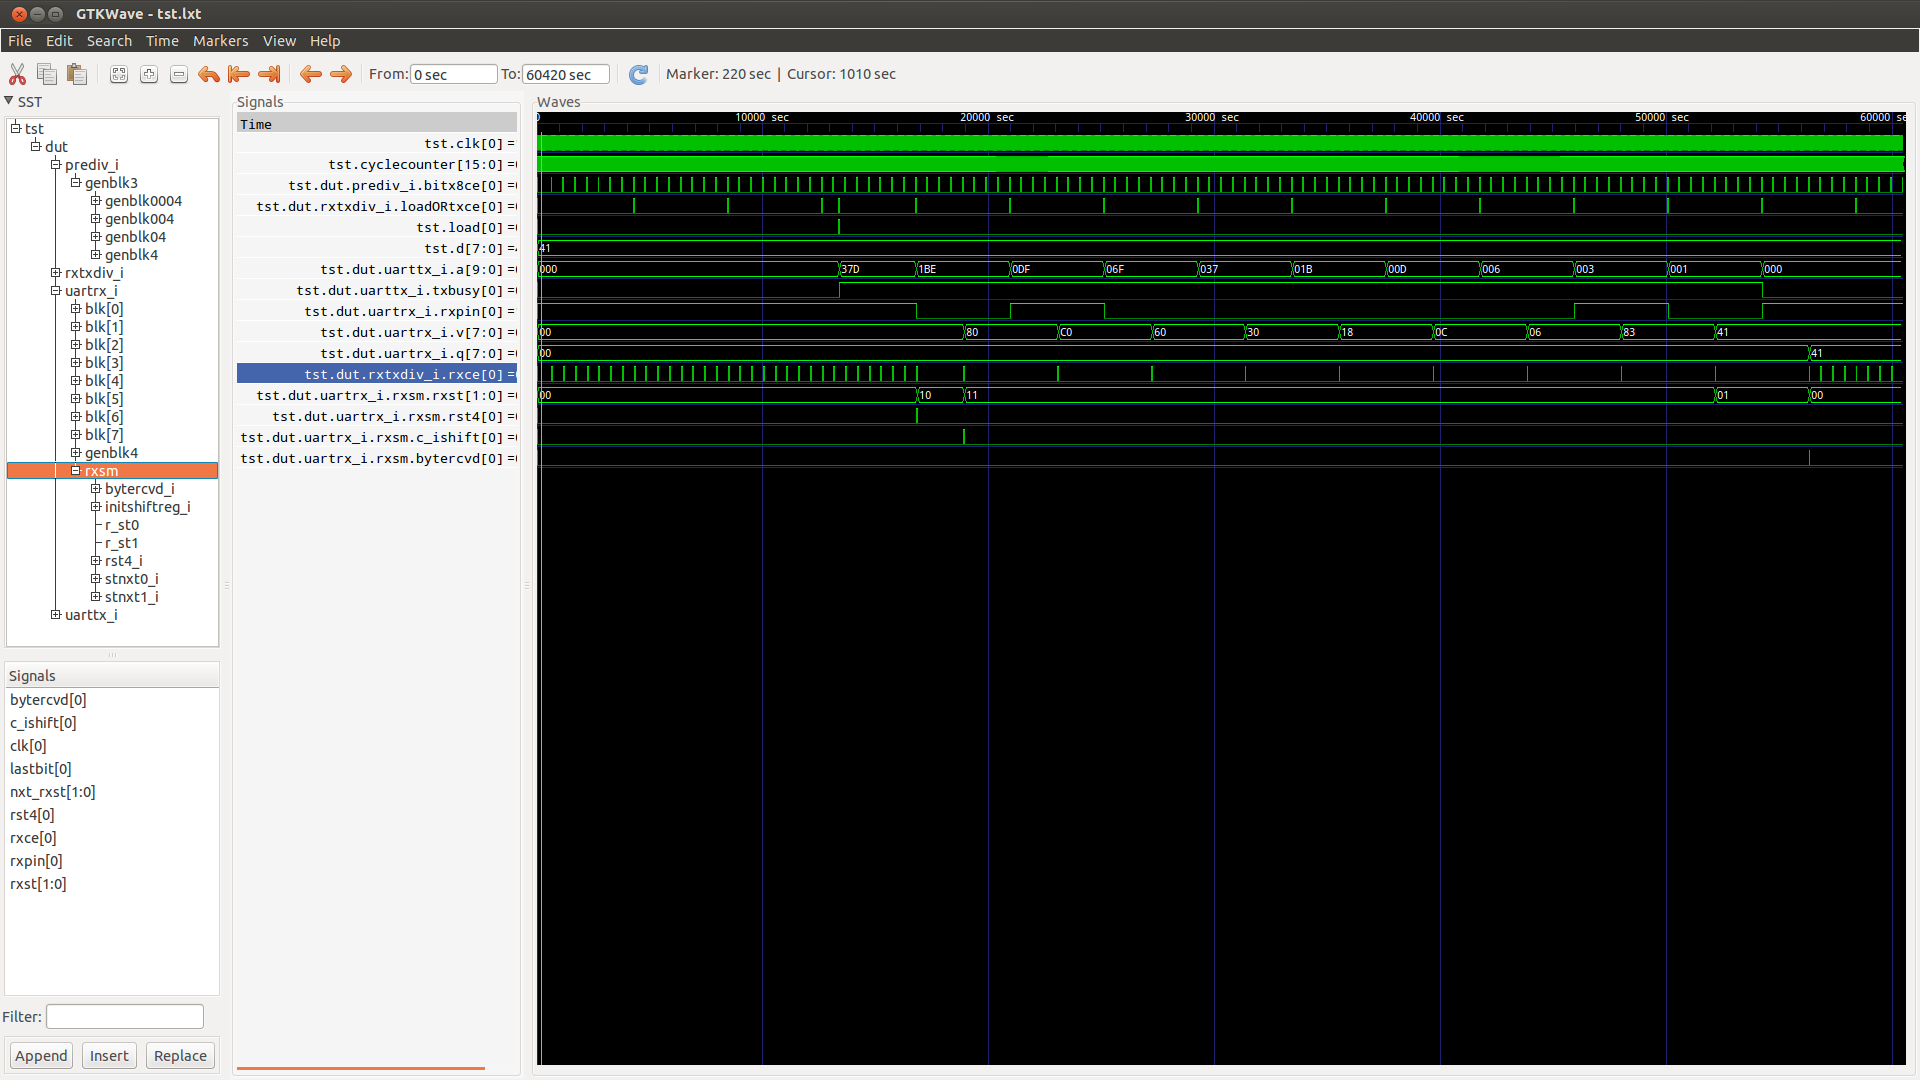 GTKWave - tst.lxt
File Edit Search Time Markers View Help
From: 0 sec To: 60420 sec Marker: 220 sec | Cursor: 1010 sec
SST
tst
dut
prediv_i
genblk3
genblk0004
genblk004
genblk04
genblk4
rxtxdiv_i
uartrx_i
blk[0]
blk[1]
blk[2]
blk[3]
blk[4]
blk[5]
blk[6]
blk[7]
genblk4
rxsm
bytercvd_i
initshiftreg_i
r_st0
r_st1
rst4_i
stnxt0_i
stnxt1_i
uarttx_i
Signals
bytercvd[0]
c_ishift[0]
clk[0]
lastbit[0]
nxt_rxst[1:0]
rst4[0]
rxce[0]
rxpin[0]
rxst[1:0]
Filter:
Append Insert Replace
Signals
Time
tst.clk[0] =
tst.cyclecounter[15:0] =
tst.dut.prediv_i.bitx8ce[0] =
tst.dut.rxtxdiv_i.loadORtxce[0] =
tst.load[0] =
tst.d[7:0] =
tst.dut.uarttx_i.a[9:0] =
tst.dut.uarttx_i.txbusy[0] =
tst.dut.uartrx_i.rxpin[0] =
tst.dut.uartrx_i.v[7:0] =
tst.dut.uartrx_i.q[7:0] =
tst.dut.rxtxdiv_i.rxce[0] =
tst.dut.uartrx_i.rxsm.rxst[1:0] =
tst.dut.uartrx_i.rxsm.rst4[0] =
tst.dut.uartrx_i.rxsm.c_ishift[0] =
tst.dut.uartrx_i.rxsm.bytercvd[0] =
Waves
0 10000 sec 20000 sec 30000 sec 40000 sec 50000 sec 60000 se
41
000 37D 1BE 0DF 06F 037 01B 00D 006 003 001 000
00 80 C0 60 30 18 0C 06 83 41
00 41
00 10 11 01 00